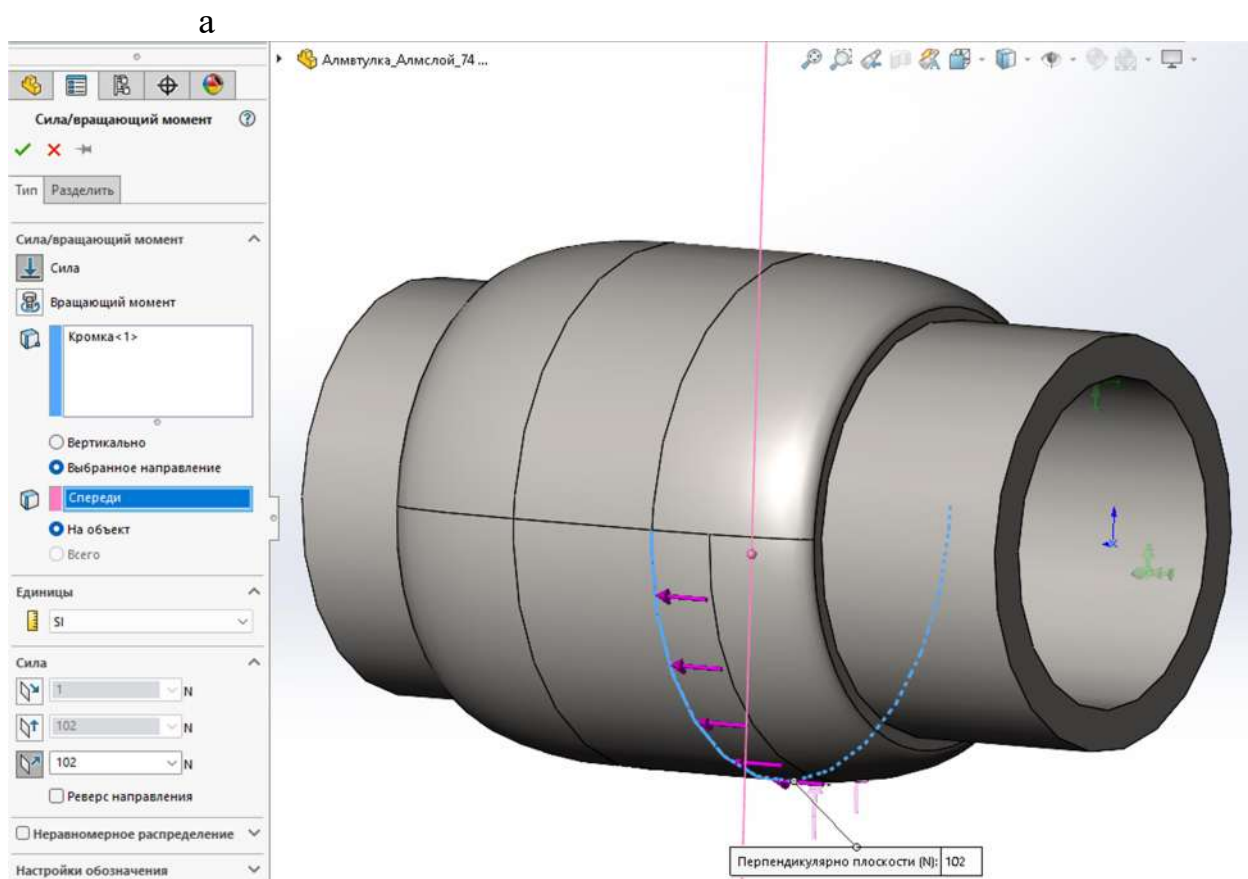 а
Алмвтулка_Алмслой_74 ...
Сила/вращающий момент
Тип Разделить
Сила/вращающий момент
Сила
Вращающий момент
Кромка<1>
Вертикально
Выбранное направление
Спереди
На объект
Всего
Единицы
SI
Сила
1 N
102 N
102 N
Реверс направления
Неравномерное распределение
Настройки обозначения
Перпендикулярно плоскости (N): 102